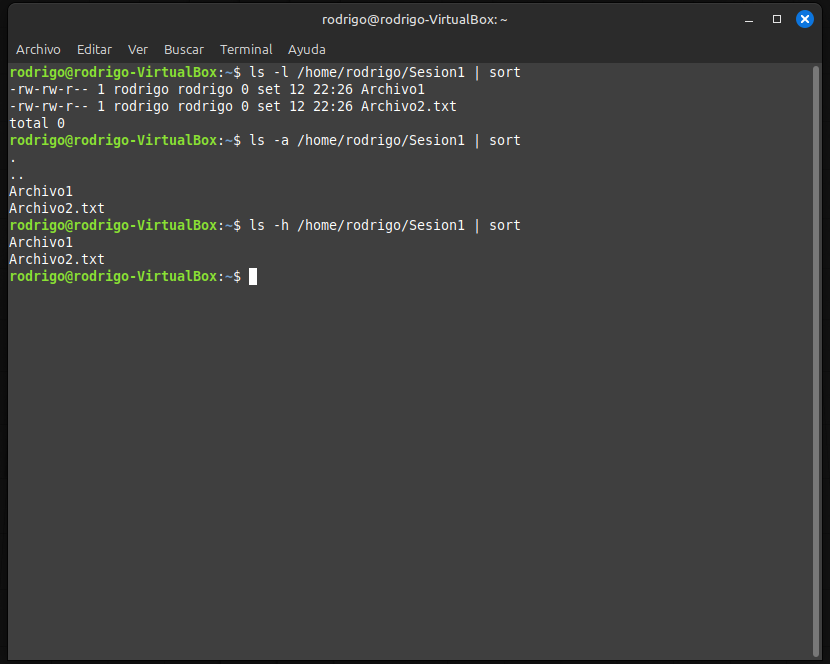 rodrigo@rodrigo-VirtualBox: ~
Archivo Editar Ver Buscar Terminal Ayuda
rodrigo@rodrigo-VirtualBox:~$ ls -l /home/rodrigo/Sesion1 | sort
-rw-rw-r-- 1 rodrigo rodrigo 0 set 12 22:26 Archivo1
-rw-rw-r-- 1 rodrigo rodrigo 0 set 12 22:26 Archivo2.txt
total 0
rodrigo@rodrigo-VirtualBox:~$ ls -a /home/rodrigo/Sesion1 | sort
.
..
Archivo1
Archivo2.txt
rodrigo@rodrigo-VirtualBox:~$ ls -h /home/rodrigo/Sesion1 | sort
Archivo1
Archivo2.txt
rodrigo@rodrigo-VirtualBox:~$